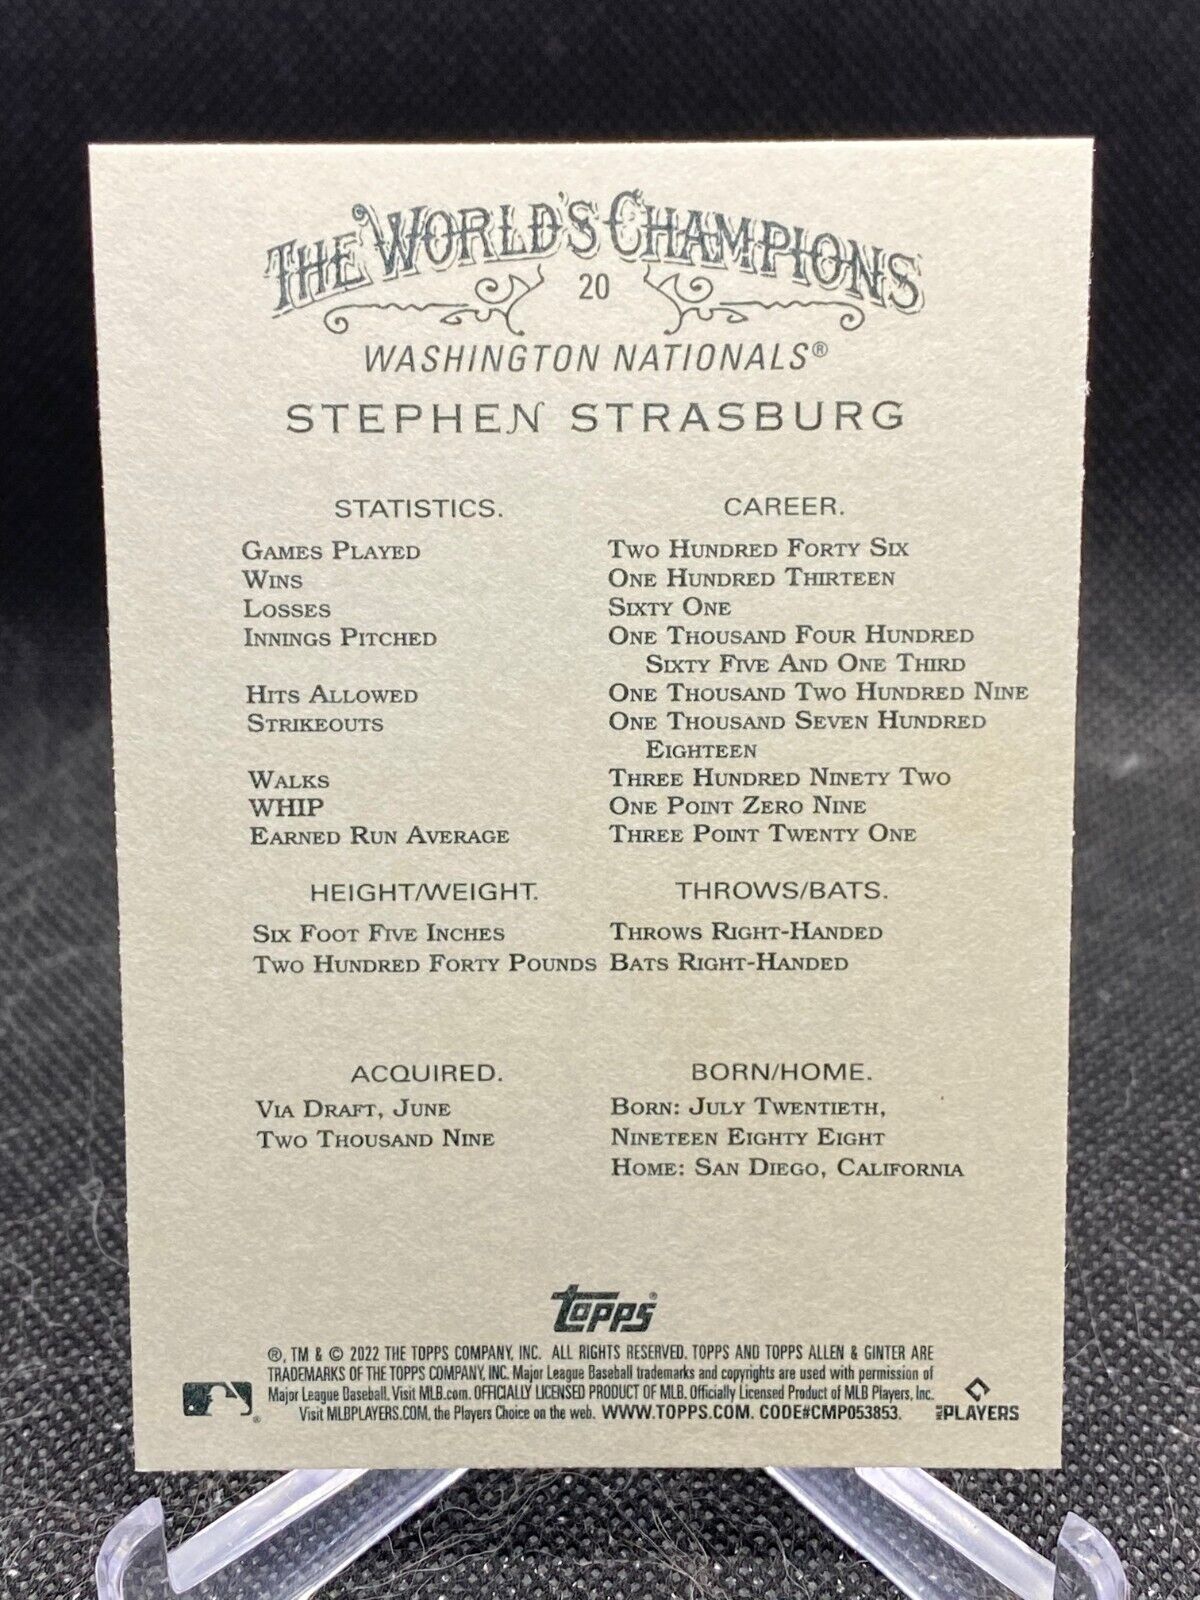 THE WORLD'S CHAMPIONS
20
WASHINGTON NATIONALS®
STEPHEN STRASBURG
STATISTICS. CAREER.
GAMES PLAYED TWO HUNDRED FORTY SIX
WINS ONE HUNDRED THIRTEEN
LOSSES SIXTY ONE
INNINGS PITCHED ONE THOUSAND FOUR HUNDRED
SIXTY FIVE AND ONE THIRD
HITS ALLOWED ONE THOUSAND TWO HUNDRED NINE
STRIKEOUTS ONE THOUSAND SEVEN HUNDRED
EIGHTEEN
WALKS THREE HUNDRED NINETY TWO
WHIP ONE POINT ZERO NINE
EARNED RUN AVERAGE THREE POINT TWENTY ONE
HEIGHT/WEIGHT. THROWS/BATS.
SIX FOOT FIVE INCHES THROWS RIGHT-HANDED
TWO HUNDRED FORTY POUNDS BATS RIGHT-HANDED
ACQUIRED. BORN/HOME.
VIA DRAFT, JUNE BORN: JULY TWENTIETH,
TWO THOUSAND NINE NINETEEN EIGHTY EIGHT
HOME: SAN DIEGO, CALIFORNIA
Topps®
®, TM & © 2022 THE TOPPS COMPANY, INC. ALL RIGHTS RESERVED. TOPPS AND TOPPS ALLEN & GINTER ARE
TRADEMARKS OF THE TOPPS COMPANY, INC. Major League Baseball trademarks and copyrights are used with permission of
Major League Baseball. Visit MLB.com. OFFICIALLY LICENSED PRODUCT OF MLB. Officially Licensed Product of MLB Players, Inc.
Visit MLBPLAYERS.COM, the Players Choice on the web. WWW.TOPPS.COM. CODE#CMP053853.
MLB PLAYERS